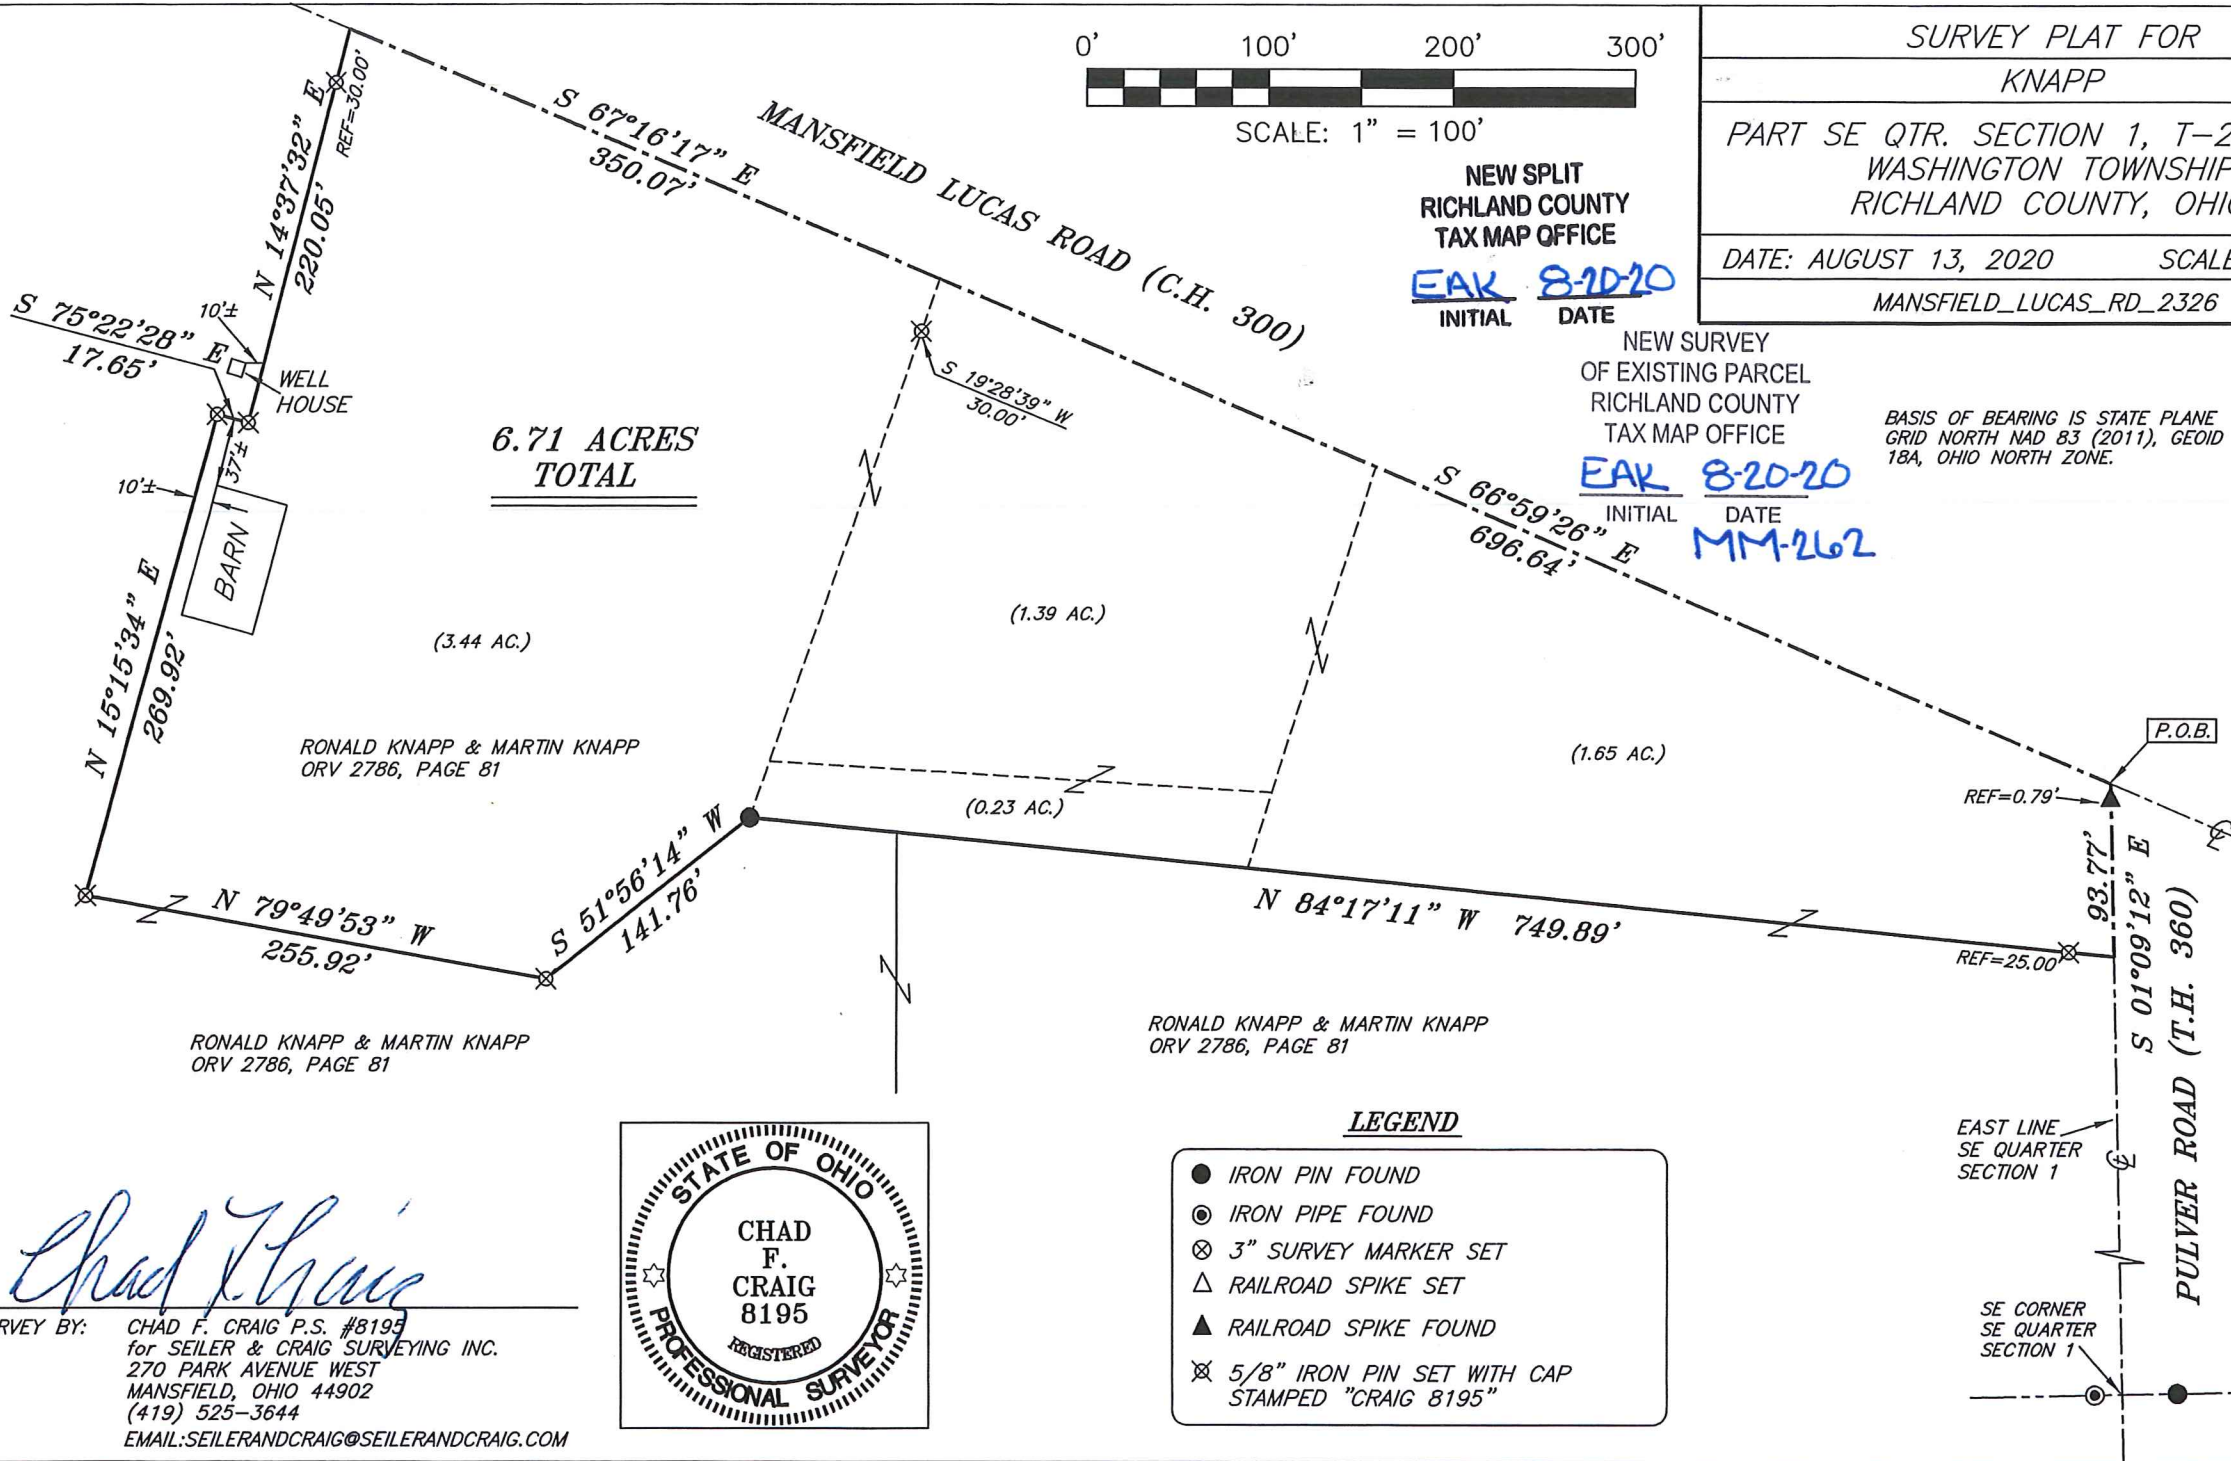 0' 100' 200' 300'
SCALE: 1" = 100'
SURVEY PLAT FOR
KNAPP
PART SE QTR. SECTION 1, T-2
WASHINGTON TOWNSHIP
RICHLAND COUNTY, OHIO
DATE: AUGUST 13, 2020 SCALE
MANSFIELD_LUCAS_RD_2326
NEW SPLIT
RICHLAND COUNTY
TAX MAP OFFICE
EAK 8-20-20
INITIAL DATE
NEW SURVEY
OF EXISTING PARCEL
RICHLAND COUNTY
TAX MAP OFFICE
EAK 8-20-20
INITIAL DATE
MM-262
BASIS OF BEARING IS STATE PLANE
GRID NORTH NAD 83 (2011), GEOID
18A, OHIO NORTH ZONE.
S 67°16'17" E
350.07'
MANSFIELD LUCAS ROAD (C.H. 300)
REF=30.00'
N 14°37'32" E
220.05'
S 75°22'28" E
17.65'
10'±
WELL
HOUSE
37'±
10'±
BARN
6.71 ACRES
TOTAL
S 19°28'39" W
30.00'
S 66°59'26" E
696.64'
N 15°15'34" E
269.92'
(3.44 AC.)
(1.39 AC.)
(1.65 AC.)
(0.23 AC.)
RONALD KNAPP & MARTIN KNAPP
ORV 2786, PAGE 81
P.O.B.
REF=0.79'
93.77'
S 01°09'12" E
PULVER ROAD (T.H. 360)
N 79°49'53" W
255.92'
S 51°56'14" W
141.76'
N 84°17'11" W 749.89'
REF=25.00'
RONALD KNAPP & MARTIN KNAPP
ORV 2786, PAGE 81
RONALD KNAPP & MARTIN KNAPP
ORV 2786, PAGE 81
EAST LINE
SE QUARTER
SECTION 1
SE CORNER
SE QUARTER
SECTION 1
LEGEND
IRON PIN FOUND
IRON PIPE FOUND
3" SURVEY MARKER SET
RAILROAD SPIKE SET
RAILROAD SPIKE FOUND
5/8" IRON PIN SET WITH CAP
STAMPED "CRAIG 8195"
STATE OF OHIO
CHAD
F.
CRAIG
8195
REGISTERED
PROFESSIONAL SURVEYOR
Chad F. Craig
RVEY BY: CHAD F. CRAIG P.S. #8195
for SEILER & CRAIG SURVEYING INC.
270 PARK AVENUE WEST
MANSFIELD, OHIO 44902
(419) 525-3644
EMAIL:SEILERANDCRAIG@SEILERANDCRAIG.COM